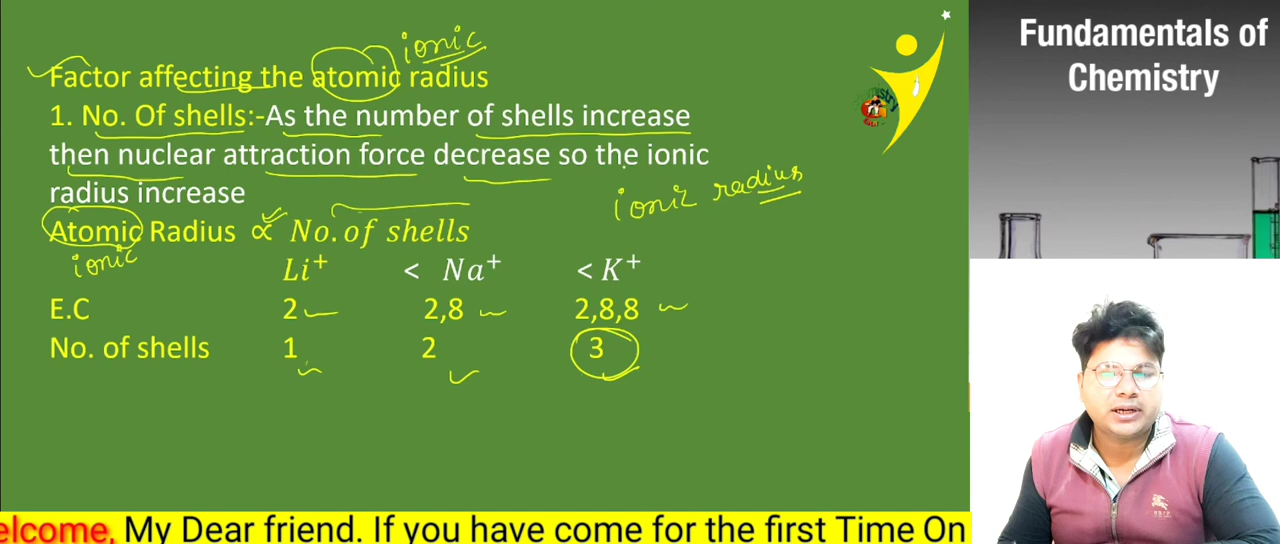 ionic
Factor affecting the atomic radius
1. No. Of shells:-As the number of shells increase
then nuclear attraction force decrease so the ionic
radius increase
ionic radius
Atomic Radius ∝ No. of shells
ionic
Li⁺ < Na⁺ < K⁺
E.C 2 2,8 2,8,8
No. of shells 1 2 3
Fundamentals of
Chemistry
elcome, My Dear friend. If you have come for the first Time On